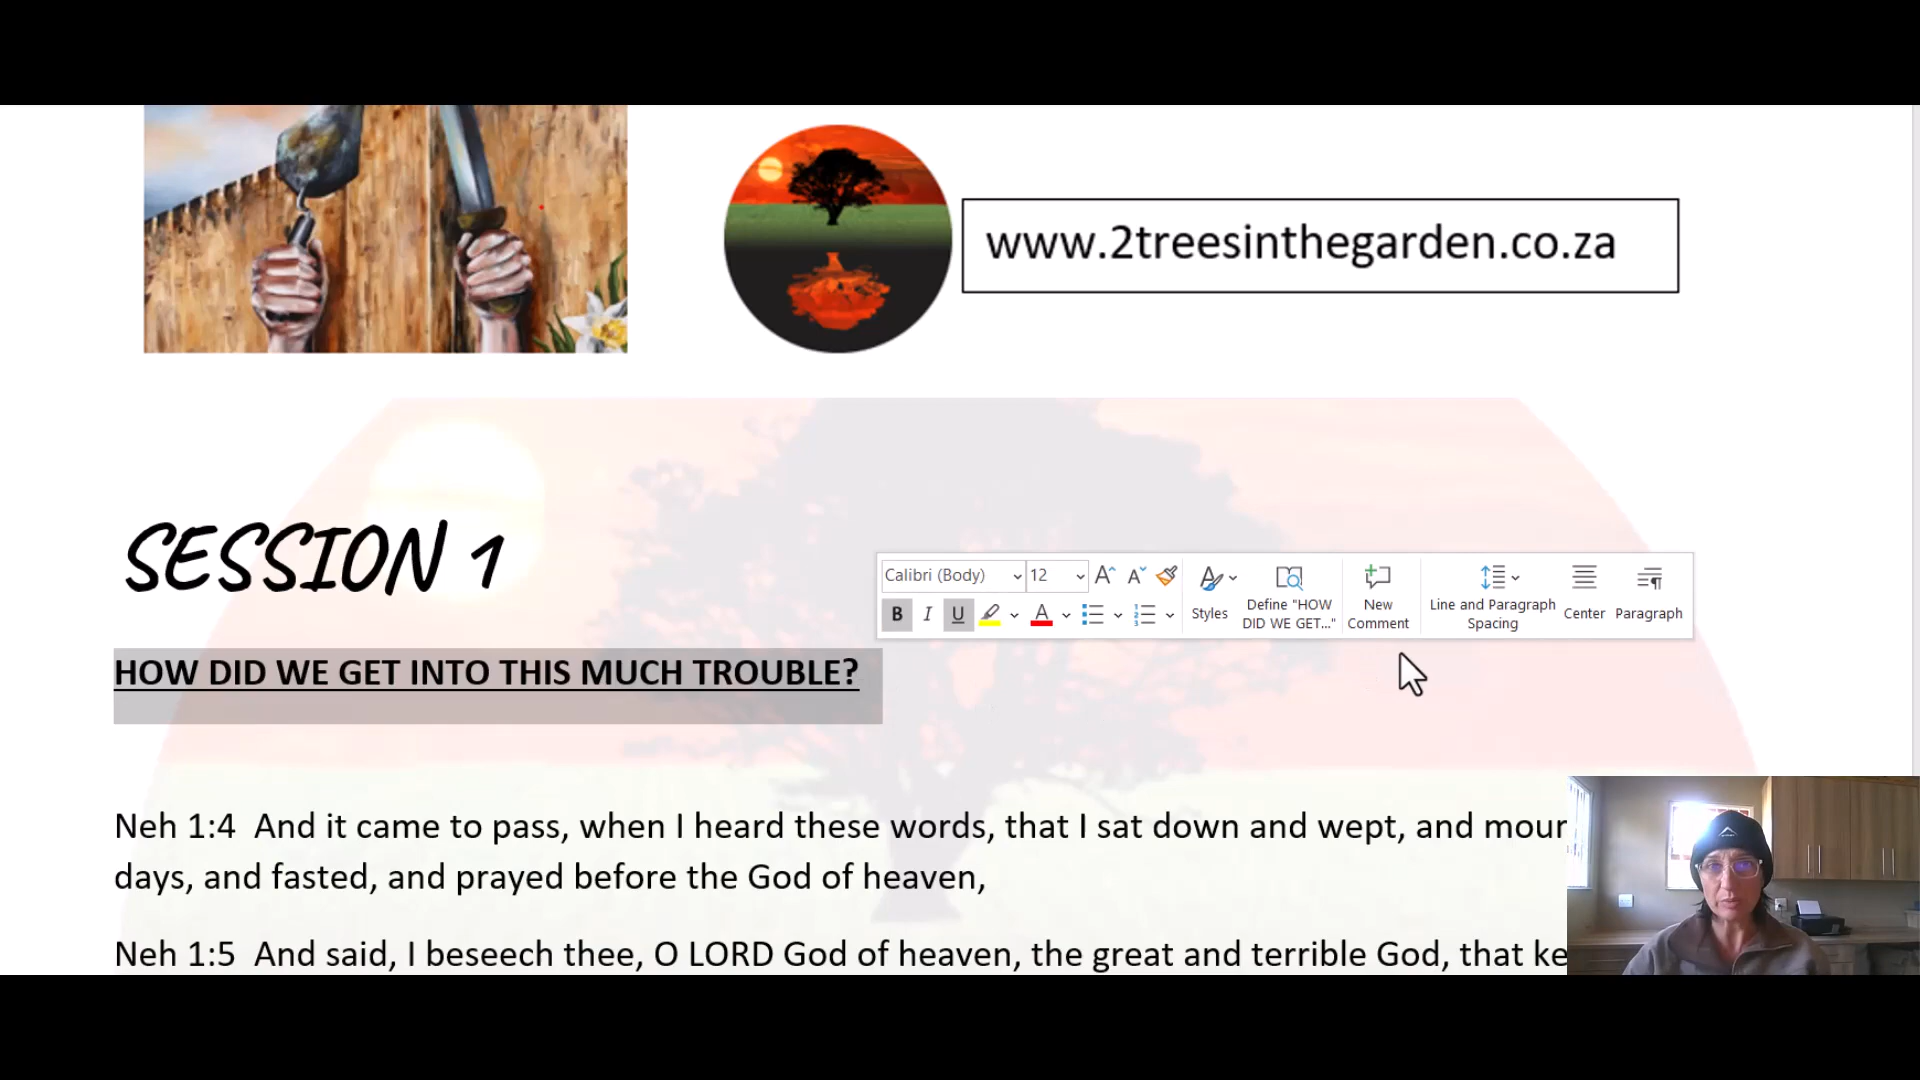 www.2treesinthegarden.co.za
SESSION 1
Calibri (Body) 12
B I U
Styles
Define "HOW
DID WE GET..."
New
Comment
Line and Paragraph
Spacing
Center
Paragraph
HOW DID WE GET INTO THIS MUCH TROUBLE?
Neh 1:4 And it came to pass, when I heard these words, that I sat down and wept, and mour
days, and fasted, and prayed before the God of heaven,
Neh 1:5 And said, I beseech thee, O LORD God of heaven, the great and terrible God, that ke